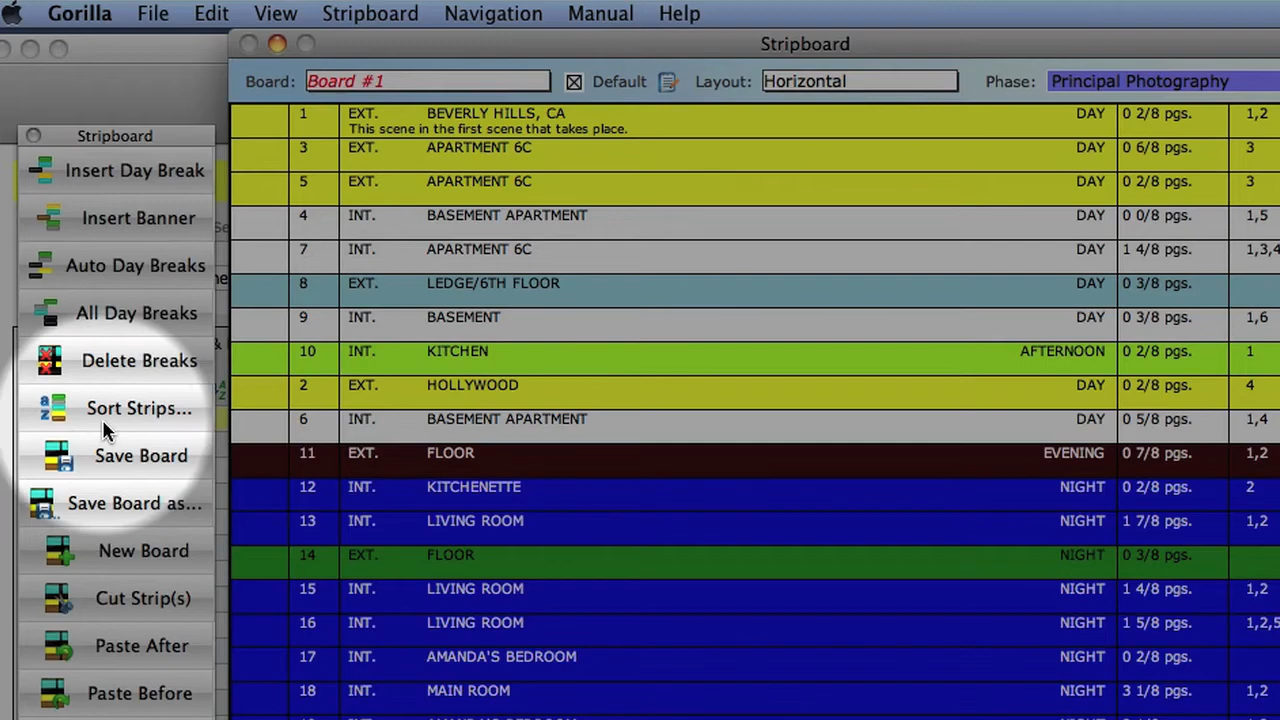 Gorilla File Edit View Stripboard Navigation Manual Help
Stripboard
Board: Board #1 Default Layout: Horizontal Phase: Principal Photography
Stripboard
Insert Day Break
Insert Banner
Auto Day Breaks
All Day Breaks
Delete Breaks
Sort Strips...
Save Board
Save Board as...
New Board
Cut Strip(s)
Paste After
Paste Before
1 EXT. BEVERLY HILLS, CA DAY 0 2/8 pgs. 1,2
This scene in the first scene that takes place.
3 EXT. APARTMENT 6C DAY 0 6/8 pgs. 3
5 EXT. APARTMENT 6C DAY 0 2/8 pgs. 3
4 INT. BASEMENT APARTMENT DAY 0 0/8 pgs. 1,5
7 INT. APARTMENT 6C DAY 1 4/8 pgs. 1,3,4
8 EXT. LEDGE/6TH FLOOR DAY 0 3/8 pgs.
9 INT. BASEMENT DAY 0 3/8 pgs. 1,6
10 INT. KITCHEN AFTERNOON 0 2/8 pgs. 1
2 EXT. HOLLYWOOD DAY 0 2/8 pgs. 4
6 INT. BASEMENT APARTMENT DAY 0 5/8 pgs. 1,4
11 EXT. FLOOR EVENING 0 7/8 pgs. 1,2
12 INT. KITCHENETTE NIGHT 0 2/8 pgs. 2
13 INT. LIVING ROOM NIGHT 1 7/8 pgs. 1,2
14 EXT. FLOOR NIGHT 0 3/8 pgs.
15 INT. LIVING ROOM NIGHT 1 4/8 pgs. 1,2
16 INT. LIVING ROOM NIGHT 1 5/8 pgs. 1,2,5
17 INT. AMANDA'S BEDROOM NIGHT 0 2/8 pgs.
18 INT. MAIN ROOM NIGHT 3 1/8 pgs. 1,2